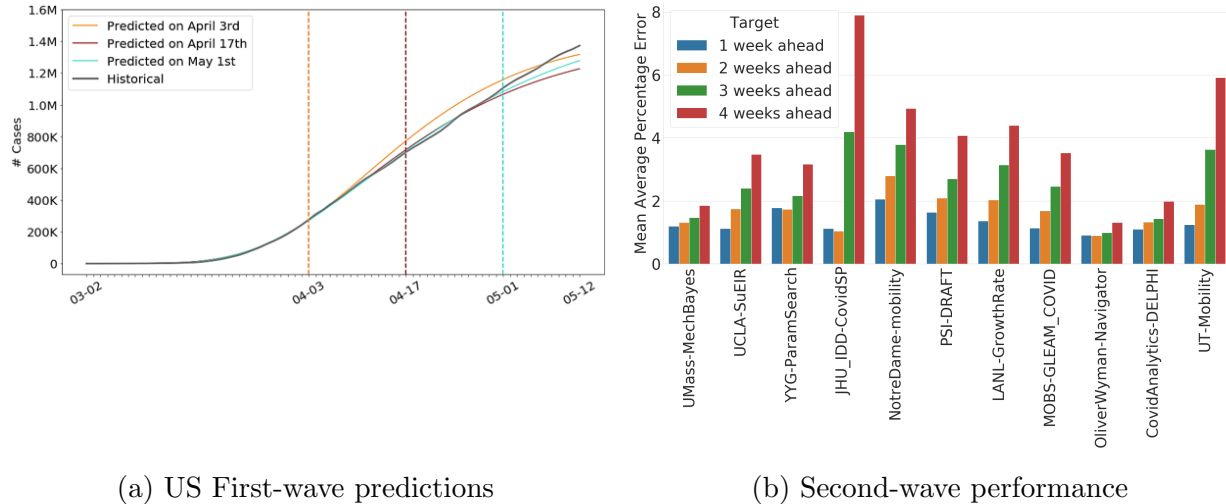 1.6M
1.4M
1.2M
1.0M
800K
600K
400K
200K
0
# Cases
Predicted on April 3rd
Predicted on April 17th
Predicted on May 1st
Historical
03-02
04-03
04-17
05-01
05-12
(a) US First-wave predictions
8
6
4
2
0
Mean Average Percentage Error
Target
1 week ahead
2 weeks ahead
3 weeks ahead
4 weeks ahead
UMass-MechBayes
UCLA-SuEIR
YYG-ParamSearch
JHU_IDD-CovidSP
NotreDame-mobility
PSI-DRAFT
LANL-GrowthRate
MOBS-GLEAM_COVID
OliverWyman-Navigator
CovidAnalytics-DELPHI
UT-Mobility
(b) Second-wave performance